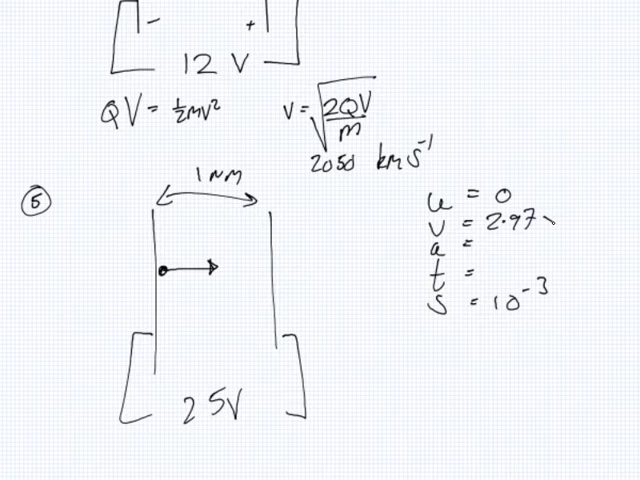 - +
12 V
QV = ½mv² v = √2QV/m
2050 kms⁻¹
⑤
1 mm
u = 0
v = 2.97
a =
t =
s = 10⁻³
25V